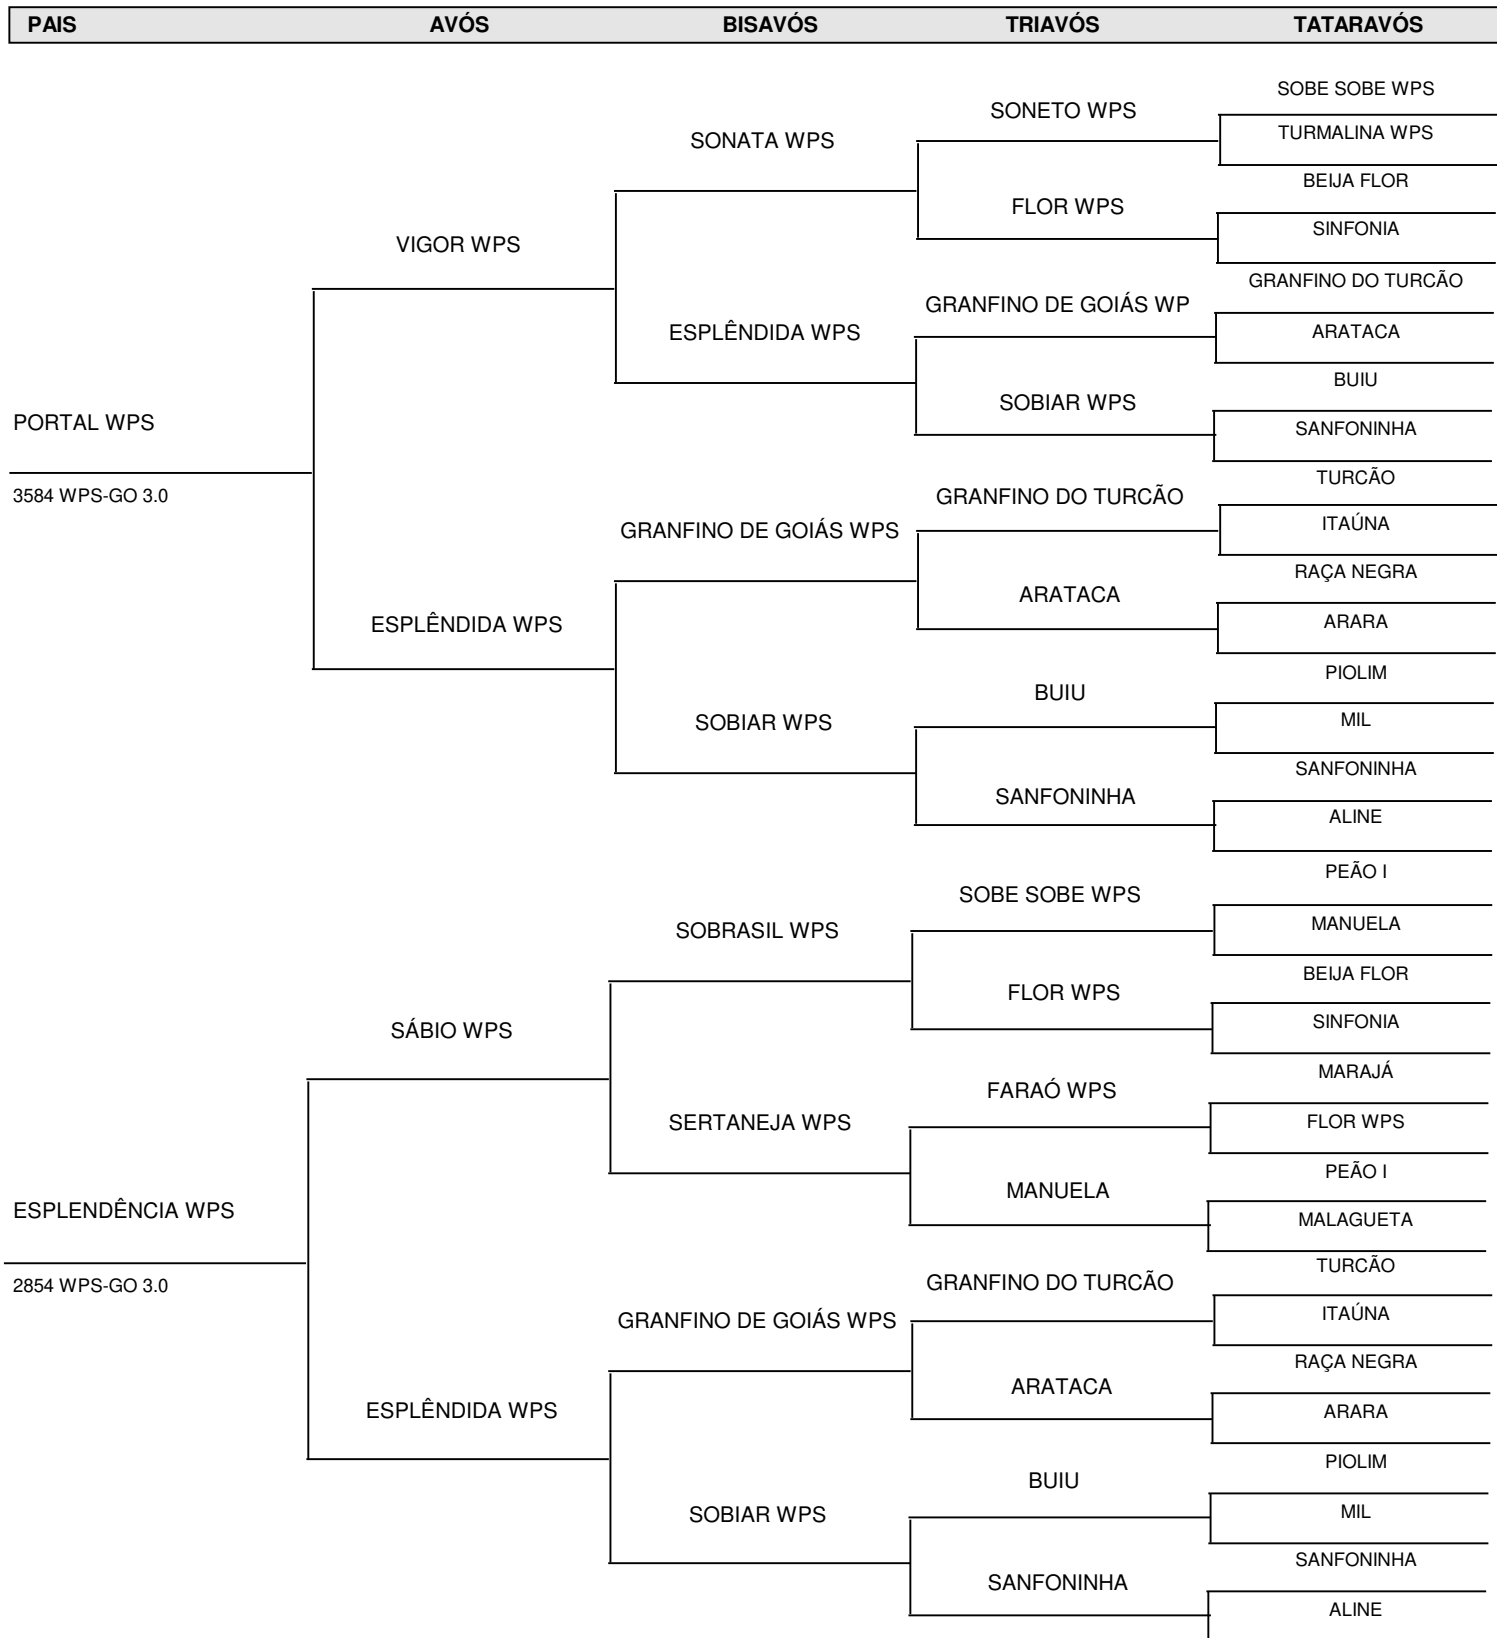 PAIS AVÓS BISAVÓS TRIAVÓS TATARAVÓS
SOBE SOBE WPS
SONETO WPS
TURMALINA WPS
SONATA WPS
BEIJA FLOR
FLOR WPS
SINFONIA
VIGOR WPS
GRANFINO DO TURCÃO
GRANFINO DE GOIÁS WP
ARATACA
ESPLÊNDIDA WPS
BUIU
SOBIAR WPS
SANFONINHA
PORTAL WPS
3584 WPS-GO 3.0
TURCÃO
GRANFINO DO TURCÃO
ITAÚNA
GRANFINO DE GOIÁS WPS
RAÇA NEGRA
ARATACA
ARARA
ESPLÊNDIDA WPS
PIOLIM
BUIU
MIL
SOBIAR WPS
SANFONINHA
SANFONINHA
ALINE
PEÃO I
SOBE SOBE WPS
MANUELA
SOBRASIL WPS
BEIJA FLOR
FLOR WPS
SINFONIA
SÁBIO WPS
MARAJÁ
FARAÓ WPS
FLOR WPS
SERTANEJA WPS
PEÃO I
MANUELA
MALAGUETA
ESPLENDÊNCIA WPS
2854 WPS-GO 3.0
TURCÃO
GRANFINO DO TURCÃO
ITAÚNA
GRANFINO DE GOIÁS WPS
RAÇA NEGRA
ARATACA
ARARA
ESPLÊNDIDA WPS
PIOLIM
BUIU
MIL
SOBIAR WPS
SANFONINHA
SANFONINHA
ALINE